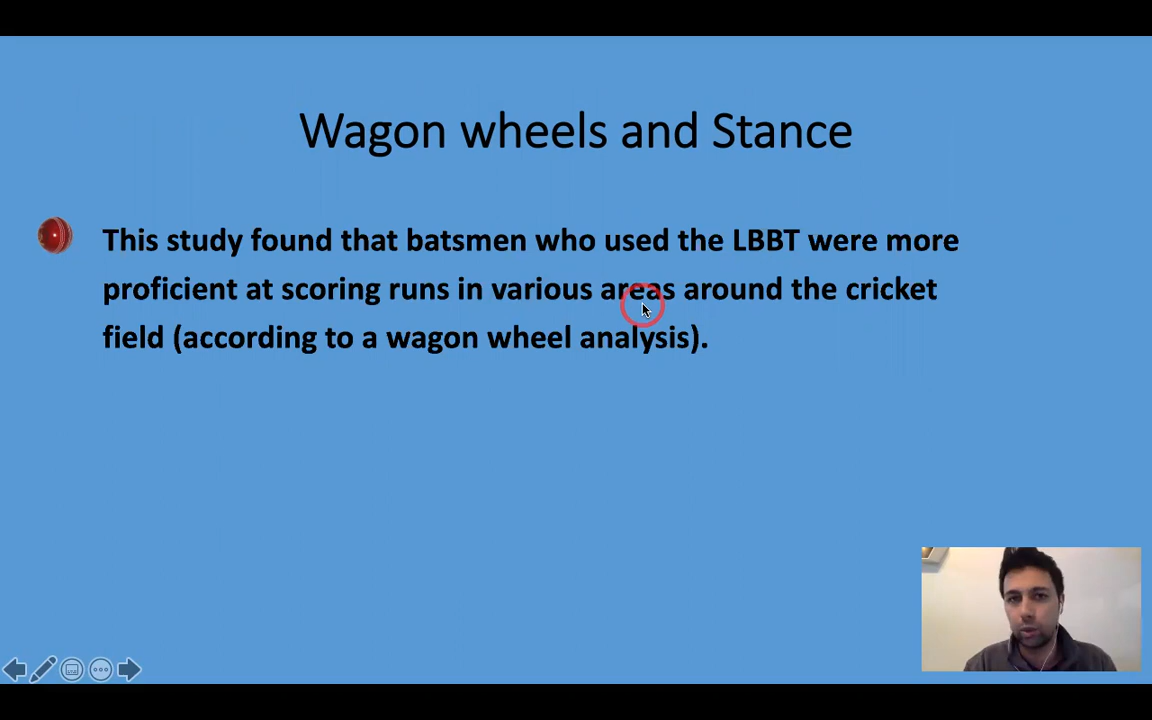 Wagon wheels and Stance
This study found that batsmen who used the LBBT were more
proficient at scoring runs in various areas around the cricket
field (according to a wagon wheel analysis).